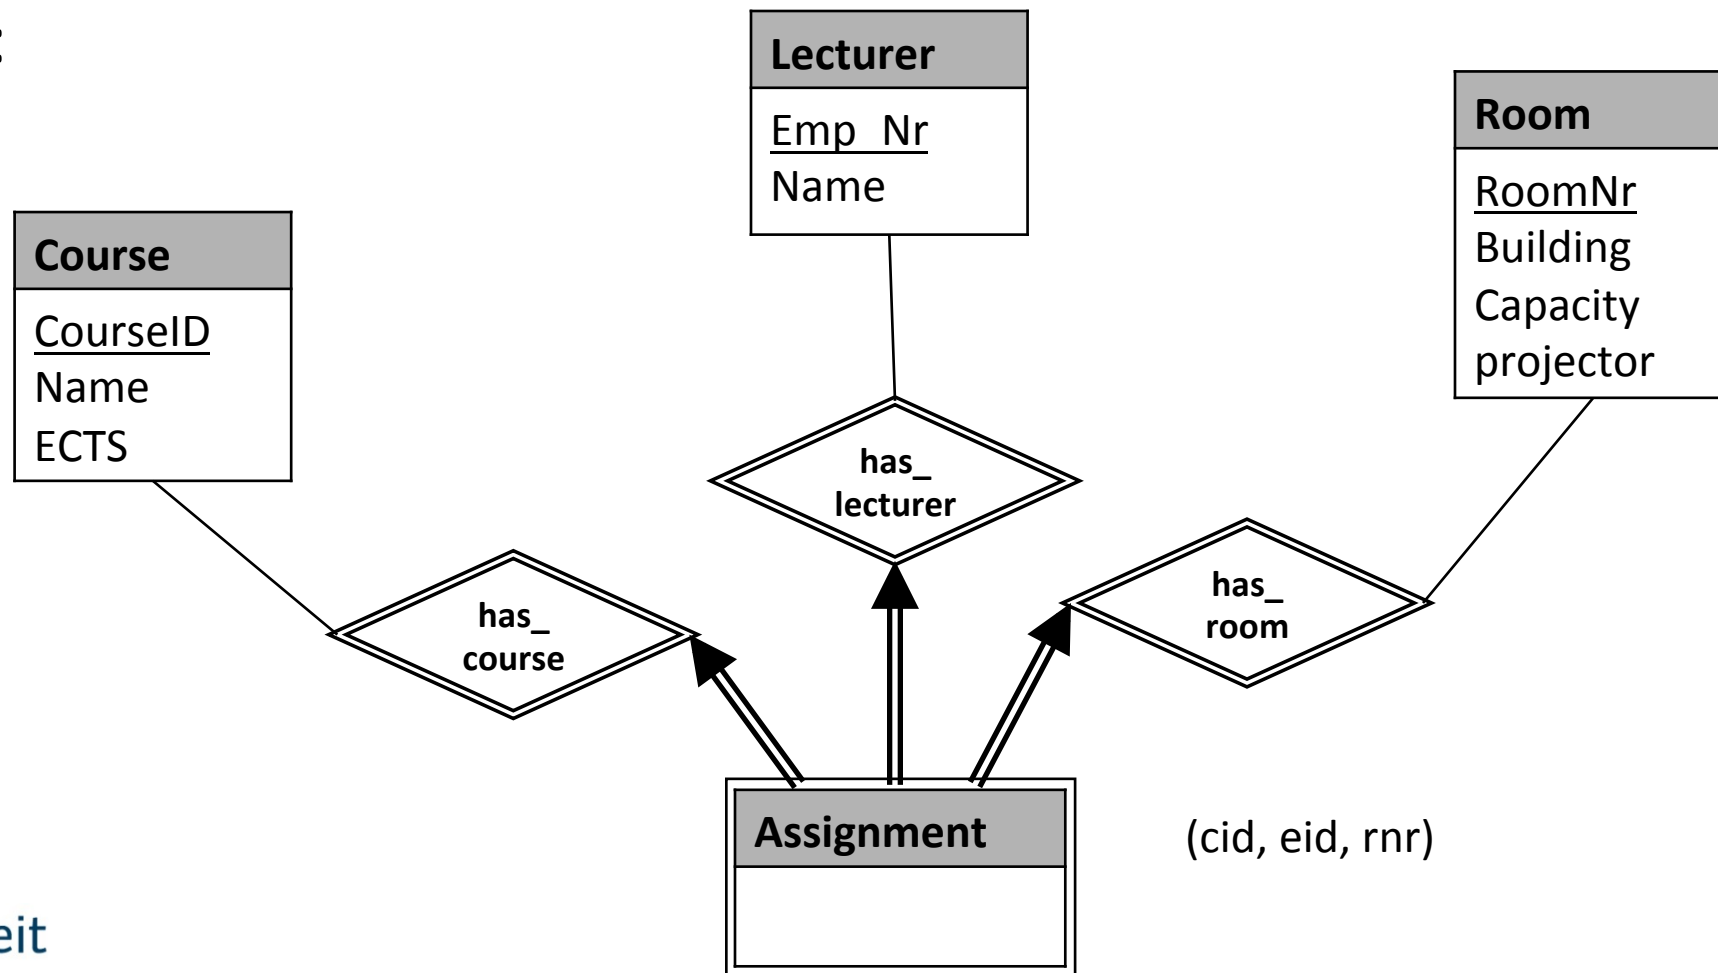 :
Lecturer
Emp_Nr
Name
Room
RoomNr
Building
Capacity
projector
Course
CourseID
Name
ECTS
has_
lecturer
has_
course
has_
room
Assignment
(cid, eid, rnr)
eit